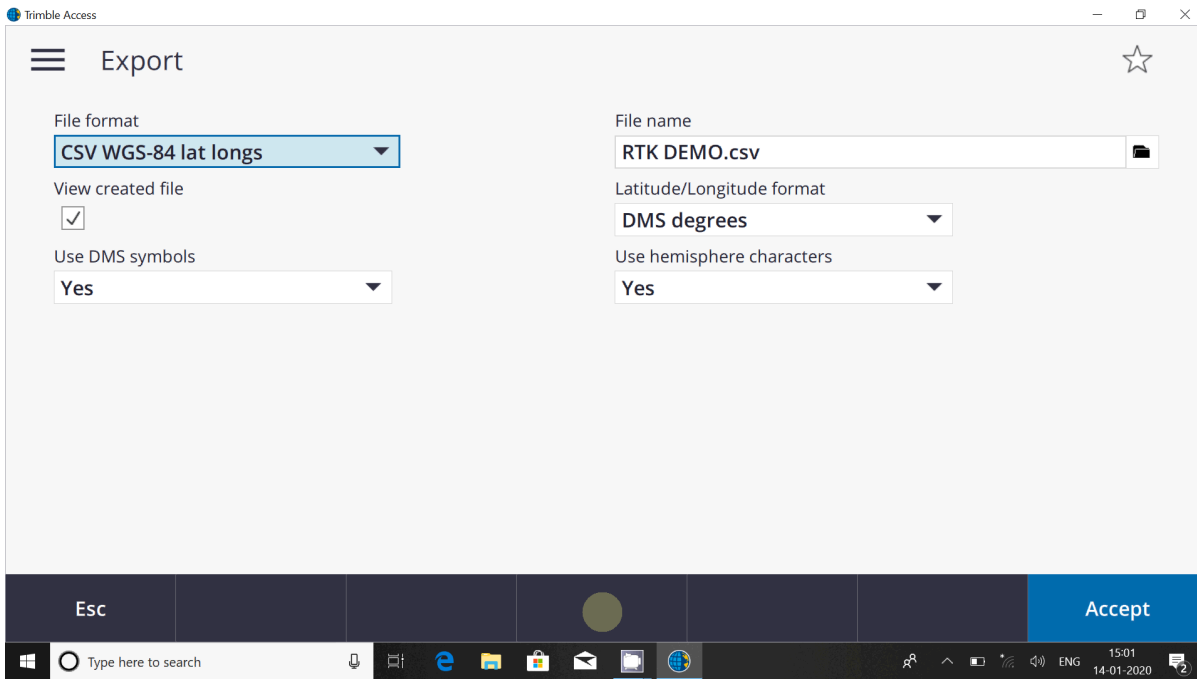 Trimble Access
Export
File format
File name
CSV WGS-84 lat longs
RTK DEMO.csv
View created file
Latitude/Longitude format
DMS degrees
Use DMS symbols
Use hemisphere characters
Yes
Yes
Esc
Accept
Type here to search
ENG
15:01
14-01-2020
2